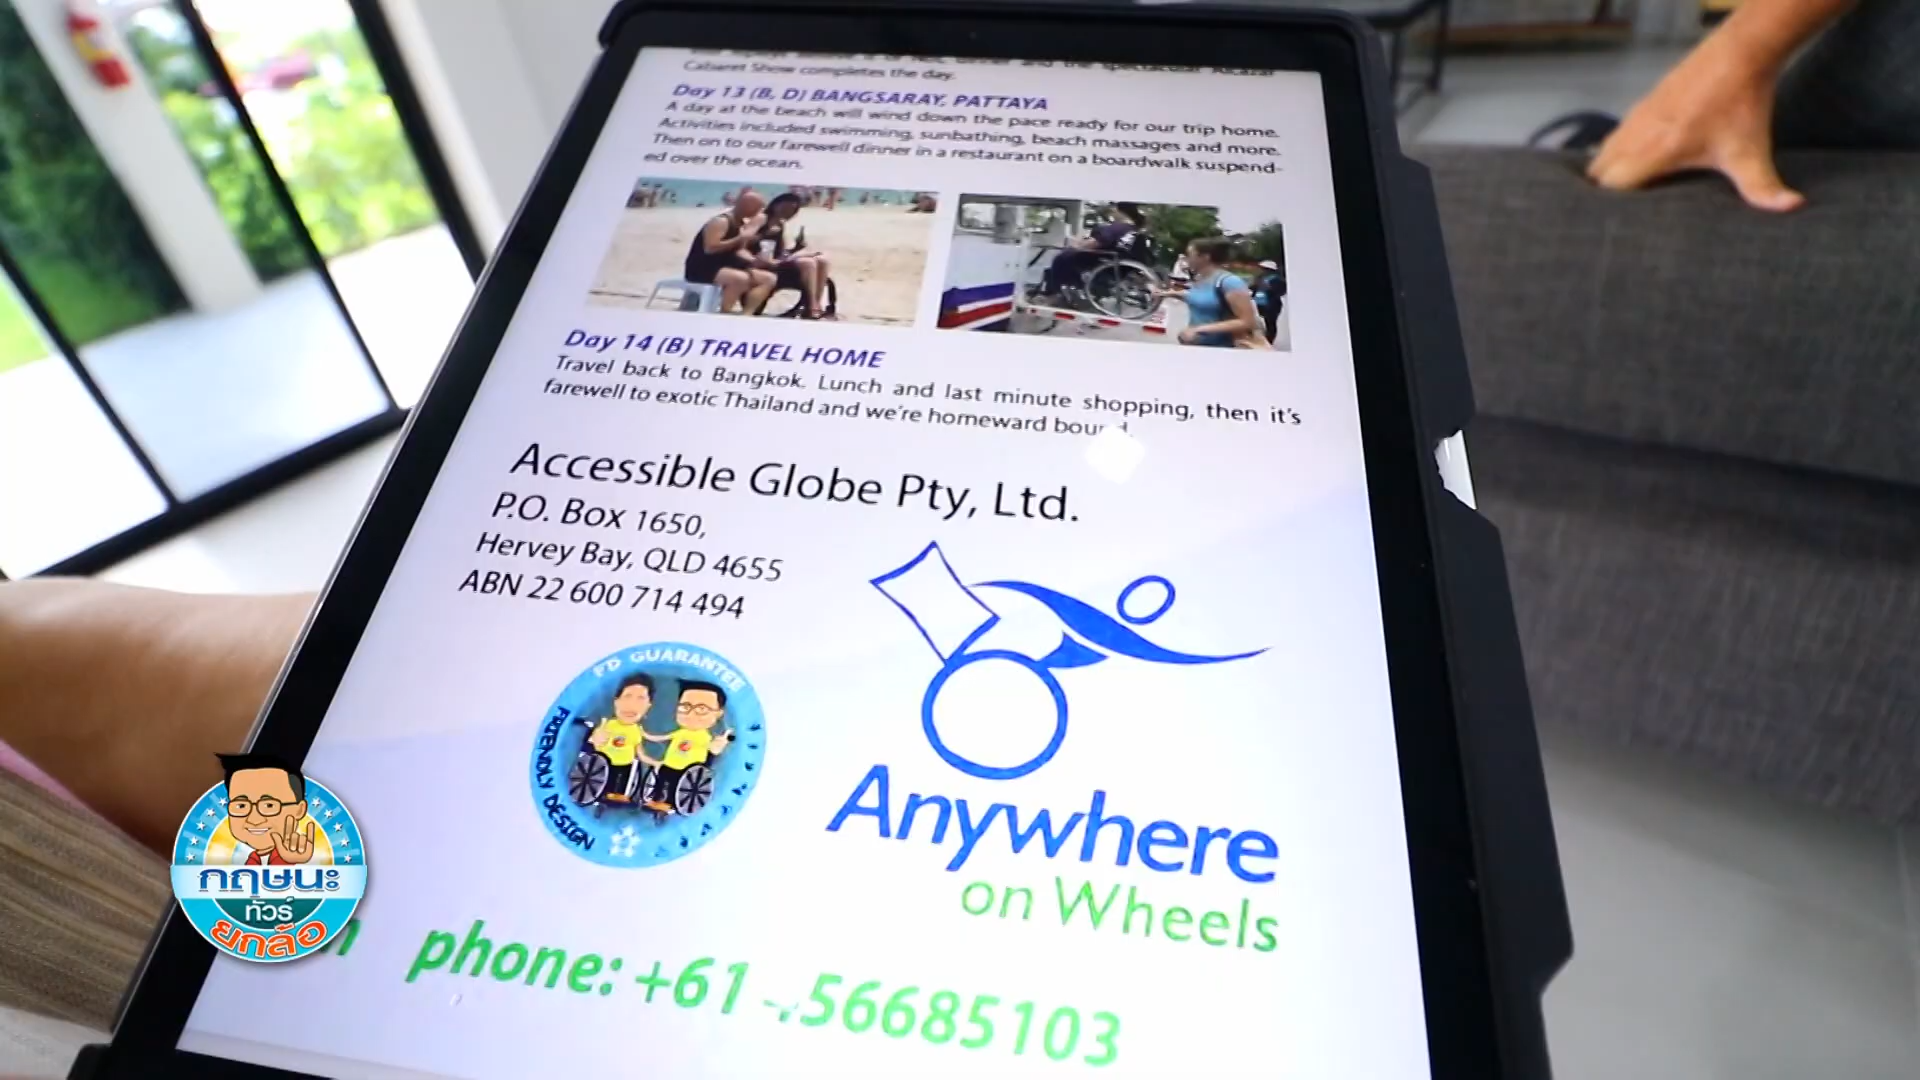 Cabaret Show completes the day.
Day 13 (B, D) BANGSARAY, PATTAYA
A day at the beach will wind down the pace ready for our trip home.
Activities included swimming, sunbathing, beach massages and more.
Then on to our farewell dinner in a restaurant on a boardwalk suspend-
ed over the ocean.
Day 14 (B) TRAVEL HOME
Travel back to Bangkok. Lunch and last minute shopping, then it's
farewell to exotic Thailand and we're homeward bound.
Accessible Globe Pty, Ltd.
P.O. Box 1650,
Hervey Bay, QLD 4655
ABN 22 600 714 494
FD GUARANTEE
FRIENDLY DESIGN
Anywhere
on Wheels
phone: +61 56685103
กฤษนะ
ทัวร์
ยกล้อ